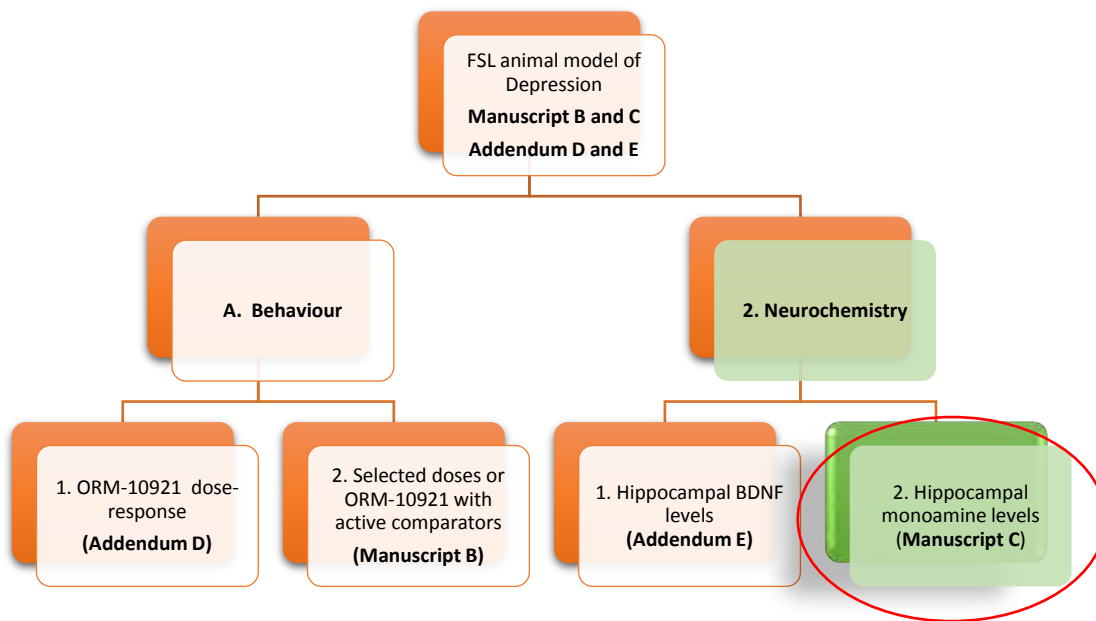 FSL animal model of
Depression
Manuscript B and C
Addendum D and E
A. Behaviour
2. Neurochemistry
1. ORM-10921 dose-
response
(Addendum D)
2. Selected doses or
ORM-10921 with
active comparators
(Manuscript B)
1. Hippocampal BDNF
levels
(Addendum E)
2. Hippocampal
monoamine levels
(Manuscript C)